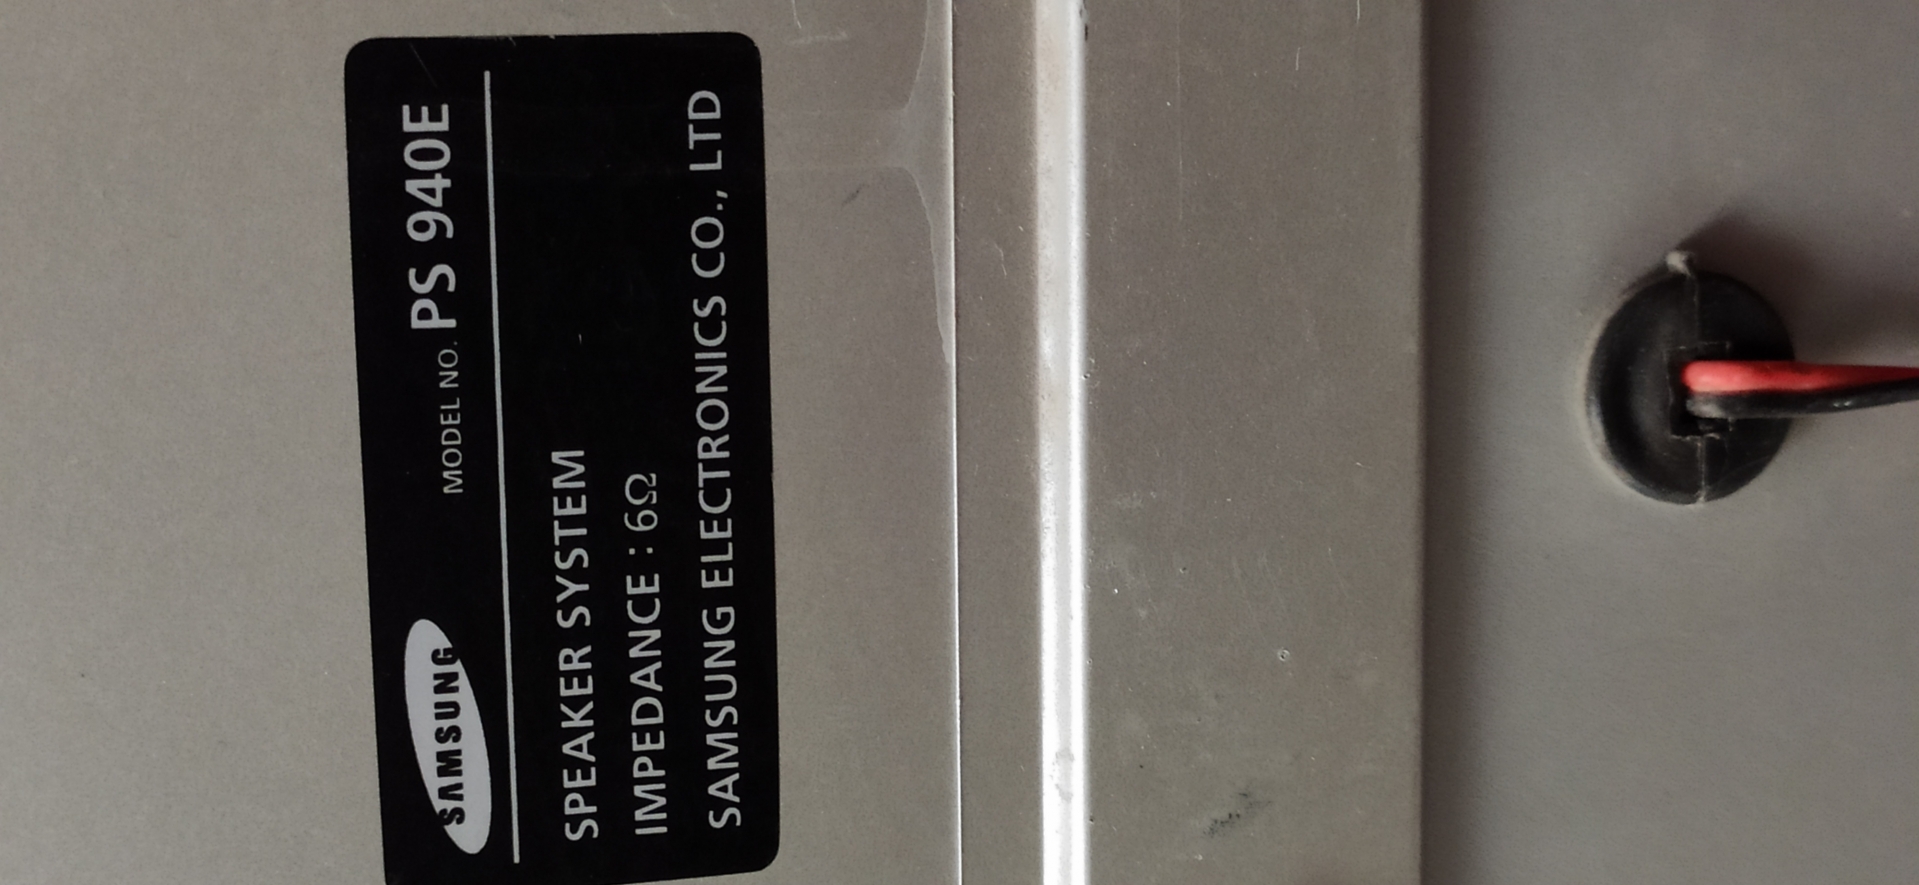 SAMSUNG MODEL NO. PS 940E
SPEAKER SYSTEM
IMPEDANCE : 6Ω
SAMSUNG ELECTRONICS CO., LTD